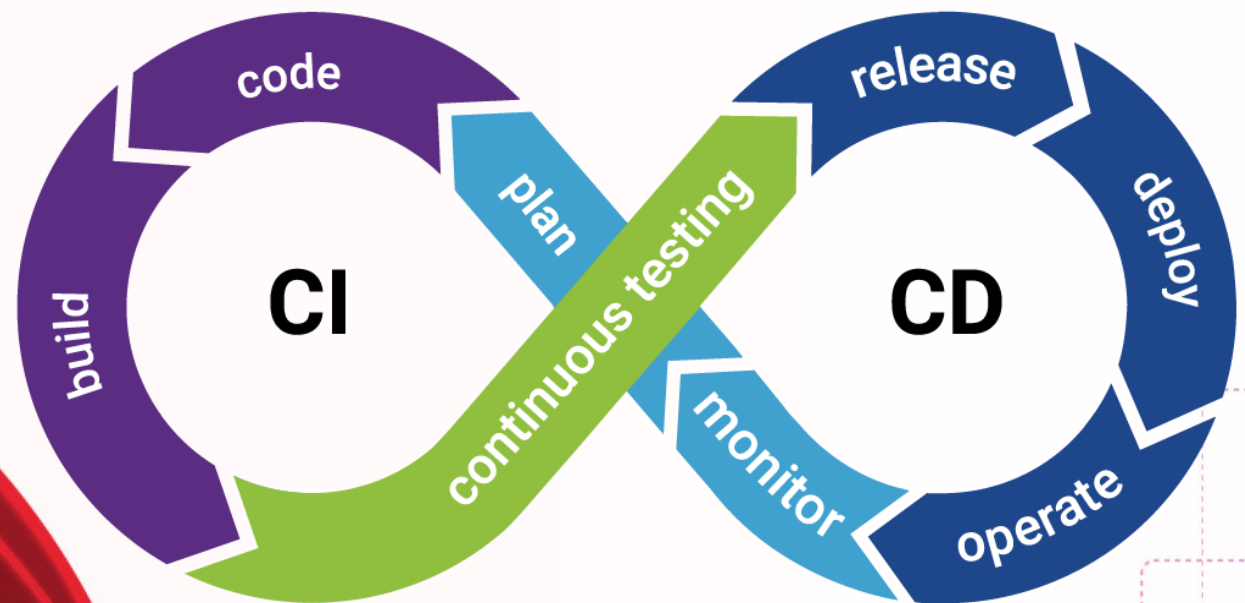 code
release
plan
continuous testing
deploy
build
CI
CD
monitor
operate